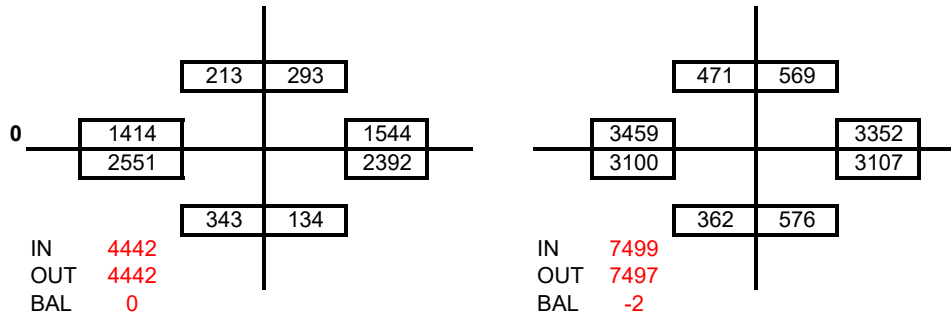 213 293 471 569
0 1414 1544 3459 3352
2551 2392 3100 3107
343 134 362 576
IN 4442 IN 7499
OUT 4442 OUT 7497
BAL 0 BAL -2